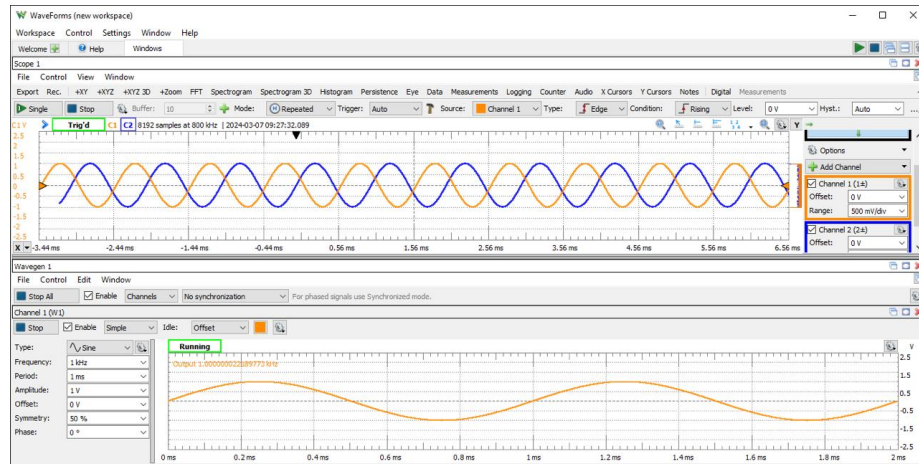 WaveForms (new workspace)
Workspace Control Settings Window Help
Welcome Help Windows
Scope 1
File Control View Window
Export Rec. +XY +XYZ +XYZ 3D +Zoom FFT Spectrum Spectrogram Spectrogram 3D Histogram Persistence Eye Data Measurements Logging Counter Audio X Cursors Y Cursors Notes Digital Measurements
Single Stop Buffer: 10 Mode: Repeated Trigger: Auto Source: Channel 1 Type: Edge Condition: Rising Level: 0 V Hyst.: Auto ...
C1 V Trig'd C1 C2 8192 samples at 800 kHz | 2024-03-07 09:27:32.089 Y
2.5
2
1.5
1
0.5
0
-0.5
-1
-1.5
-2
-2.5
X -3.44 ms -2.44 ms -1.44 ms -0.44 ms 0.56 ms 1.56 ms 2.56 ms 3.56 ms 4.56 ms 5.56 ms 6.56 ms
Options
Add Channel
Channel 1 (1±)
Offset: 0 V
Range: 500 mV/div
Channel 2 (2±)
Offset: 0 V
Wavegen 1
File Control Edit Window
Stop All Enable Channels No synchronization For phased signals use Synchronized mode.
Channel 1 (W1)
Stop Enable Simple Idle: Offset
Type: Sine
Frequency: 1 kHz
Period: 1 ms
Amplitude: 1 V
Offset: 0 V
Symmetry: 50 %
Phase: 0 °
Running V
2.5
1.5
0.5
-0.5
-1.5
-2.5
0 ms 0.2 ms 0.4 ms 0.6 ms 0.8 ms 1 ms 1.2 ms 1.4 ms 1.6 ms 1.8 ms 2 ms